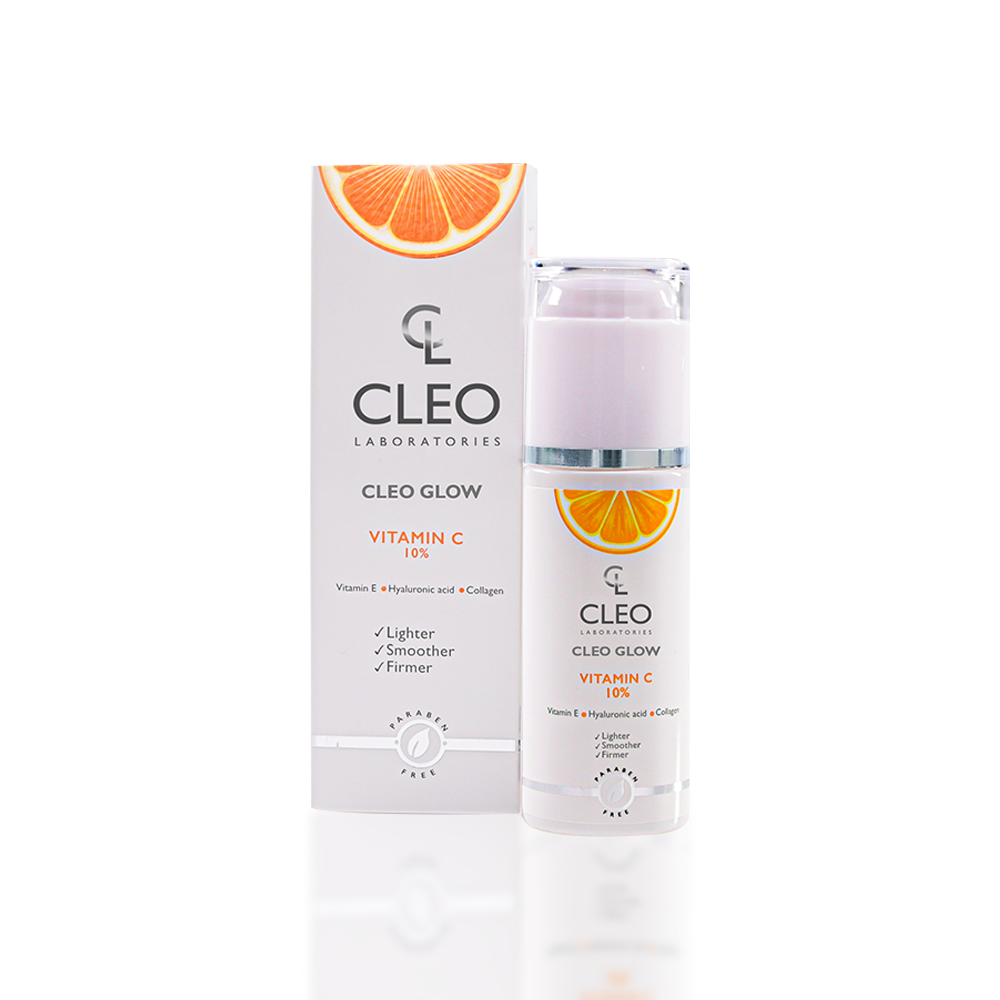 CL
CLEO
LABORATORIES
CLEO GLOW
VITAMIN C
10%
Vitamin E • Hyaluronic acid • Collagen
✓Lighter
✓Smoother
✓Firmer
PARABEN
FREE
CL
CLEO
LABORATORIES
CLEO GLOW
VITAMIN C
10%
Vitamin E • Hyaluronic acid • Collagen
✓Lighter
✓Smoother
✓Firmer
PARABEN
FREE